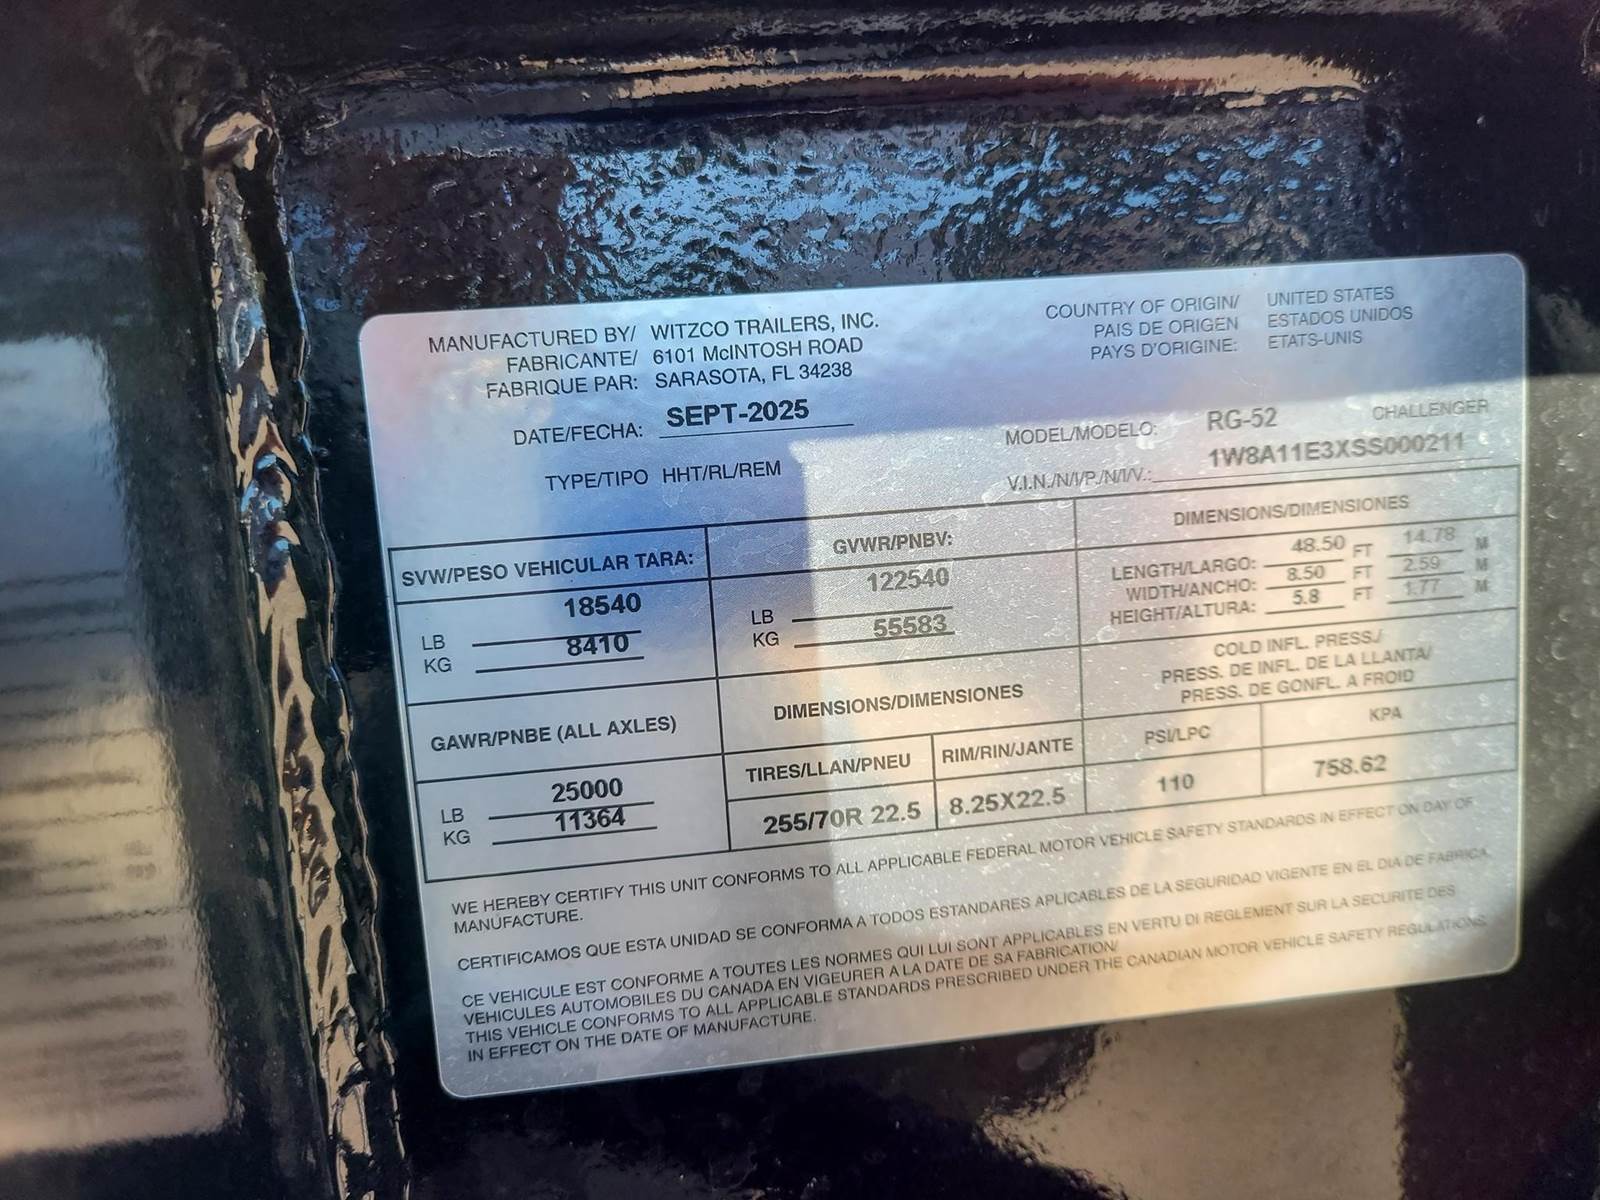 MANUFACTURED BY/ WITZCO TRAILERS, INC.
FABRICANTE/ 6101 McINTOSH ROAD
FABRIQUE PAR: SARASOTA, FL 34238
COUNTRY OF ORIGIN/ UNITED STATES
PAIS DE ORIGEN ESTADOS UNIDOS
PAYS D'ORIGINE: ETATS-UNIS
DATE/FECHA: SEPT-2025
MODEL/MODELO: RG-52 CHALLENGER
TYPE/TIPO HHT/RL/REM
V.I.N./N/I/P./N/I/V.: 1W8A11E3XSS000211
SVW/PESO VEHICULAR TARA:
LB 18540
KG 8410
GVWR/PNBV:
LB 122540
KG 55583
DIMENSIONS/DIMENSIONES
LENGTH/LARGO: 48.50 FT 14.78 M
WIDTH/ANCHO: 8.50 FT 2.59 M
HEIGHT/ALTURA: 5.8 FT 1.77 M
GAWR/PNBE (ALL AXLES)
LB 25000
KG 11364
DIMENSIONS/DIMENSIONES
TIRES/LLAN/PNEU RIM/RIN/JANTE
255/70R 22.5 8.25X22.5
COLD INFL. PRESS./
PRESS. DE INFL. DE LA LLANTA/
PRESS. DE GONFL. A FROID
PSI/LPC KPA
110 758.62
WE HEREBY CERTIFY THIS UNIT CONFORMS TO ALL APPLICABLE FEDERAL MOTOR VEHICLE SAFETY STANDARDS IN EFFECT ON DAY OF
MANUFACTURE.
CERTIFICAMOS QUE ESTA UNIDAD SE CONFORMA A TODOS ESTANDARES APLICABLES DE LA SEGURIDAD VIGENTE EN EL DIA DE FABRICA.
CE VEHICULE EST CONFORME A TOUTES LES NORMES QUI LUI SONT APPLICABLES EN VERTU DI REGLEMENT SUR LA SECURITE DES
VEHICULES AUTOMOBILES DU CANADA EN VIGEURER A LA DATE DE SA FABRICATION/
THIS VEHICLE CONFORMS TO ALL APPLICABLE STANDARDS PRESCRIBED UNDER THE CANADIAN MOTOR VEHICLE SAFETY REGULATIONS
IN EFFECT ON THE DATE OF MANUFACTURE.